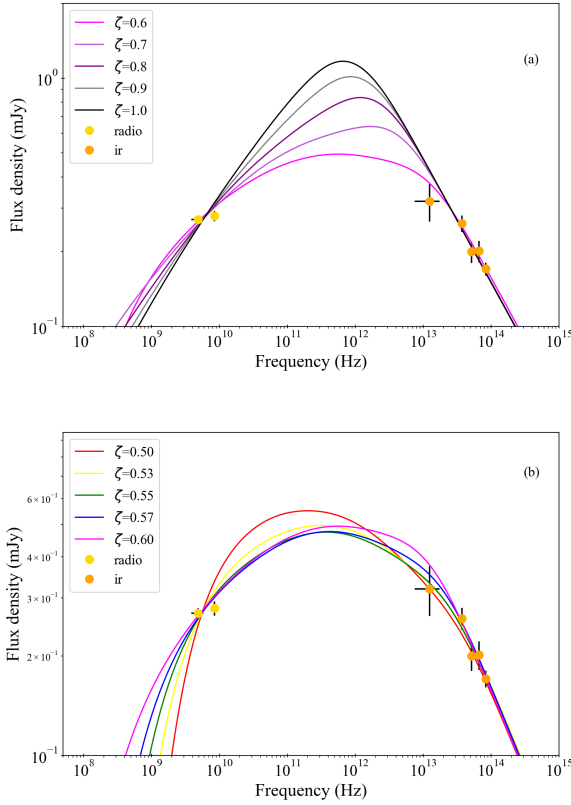 ζ=0.6
ζ=0.7
ζ=0.8
ζ=0.9
ζ=1.0
radio
ir
(a)
10⁰
10⁻¹
Flux density (mJy)
10⁸ 10⁹ 10¹⁰ 10¹¹ 10¹² 10¹³ 10¹⁴ 10¹⁵
Frequency (Hz)
ζ=0.50
ζ=0.53
ζ=0.55
ζ=0.57
ζ=0.60
radio
ir
(b)
6×10⁻¹
4×10⁻¹
3×10⁻¹
2×10⁻¹
10⁻¹
Flux density (mJy)
10⁸ 10⁹ 10¹⁰ 10¹¹ 10¹² 10¹³ 10¹⁴ 10¹⁵
Frequency (Hz)